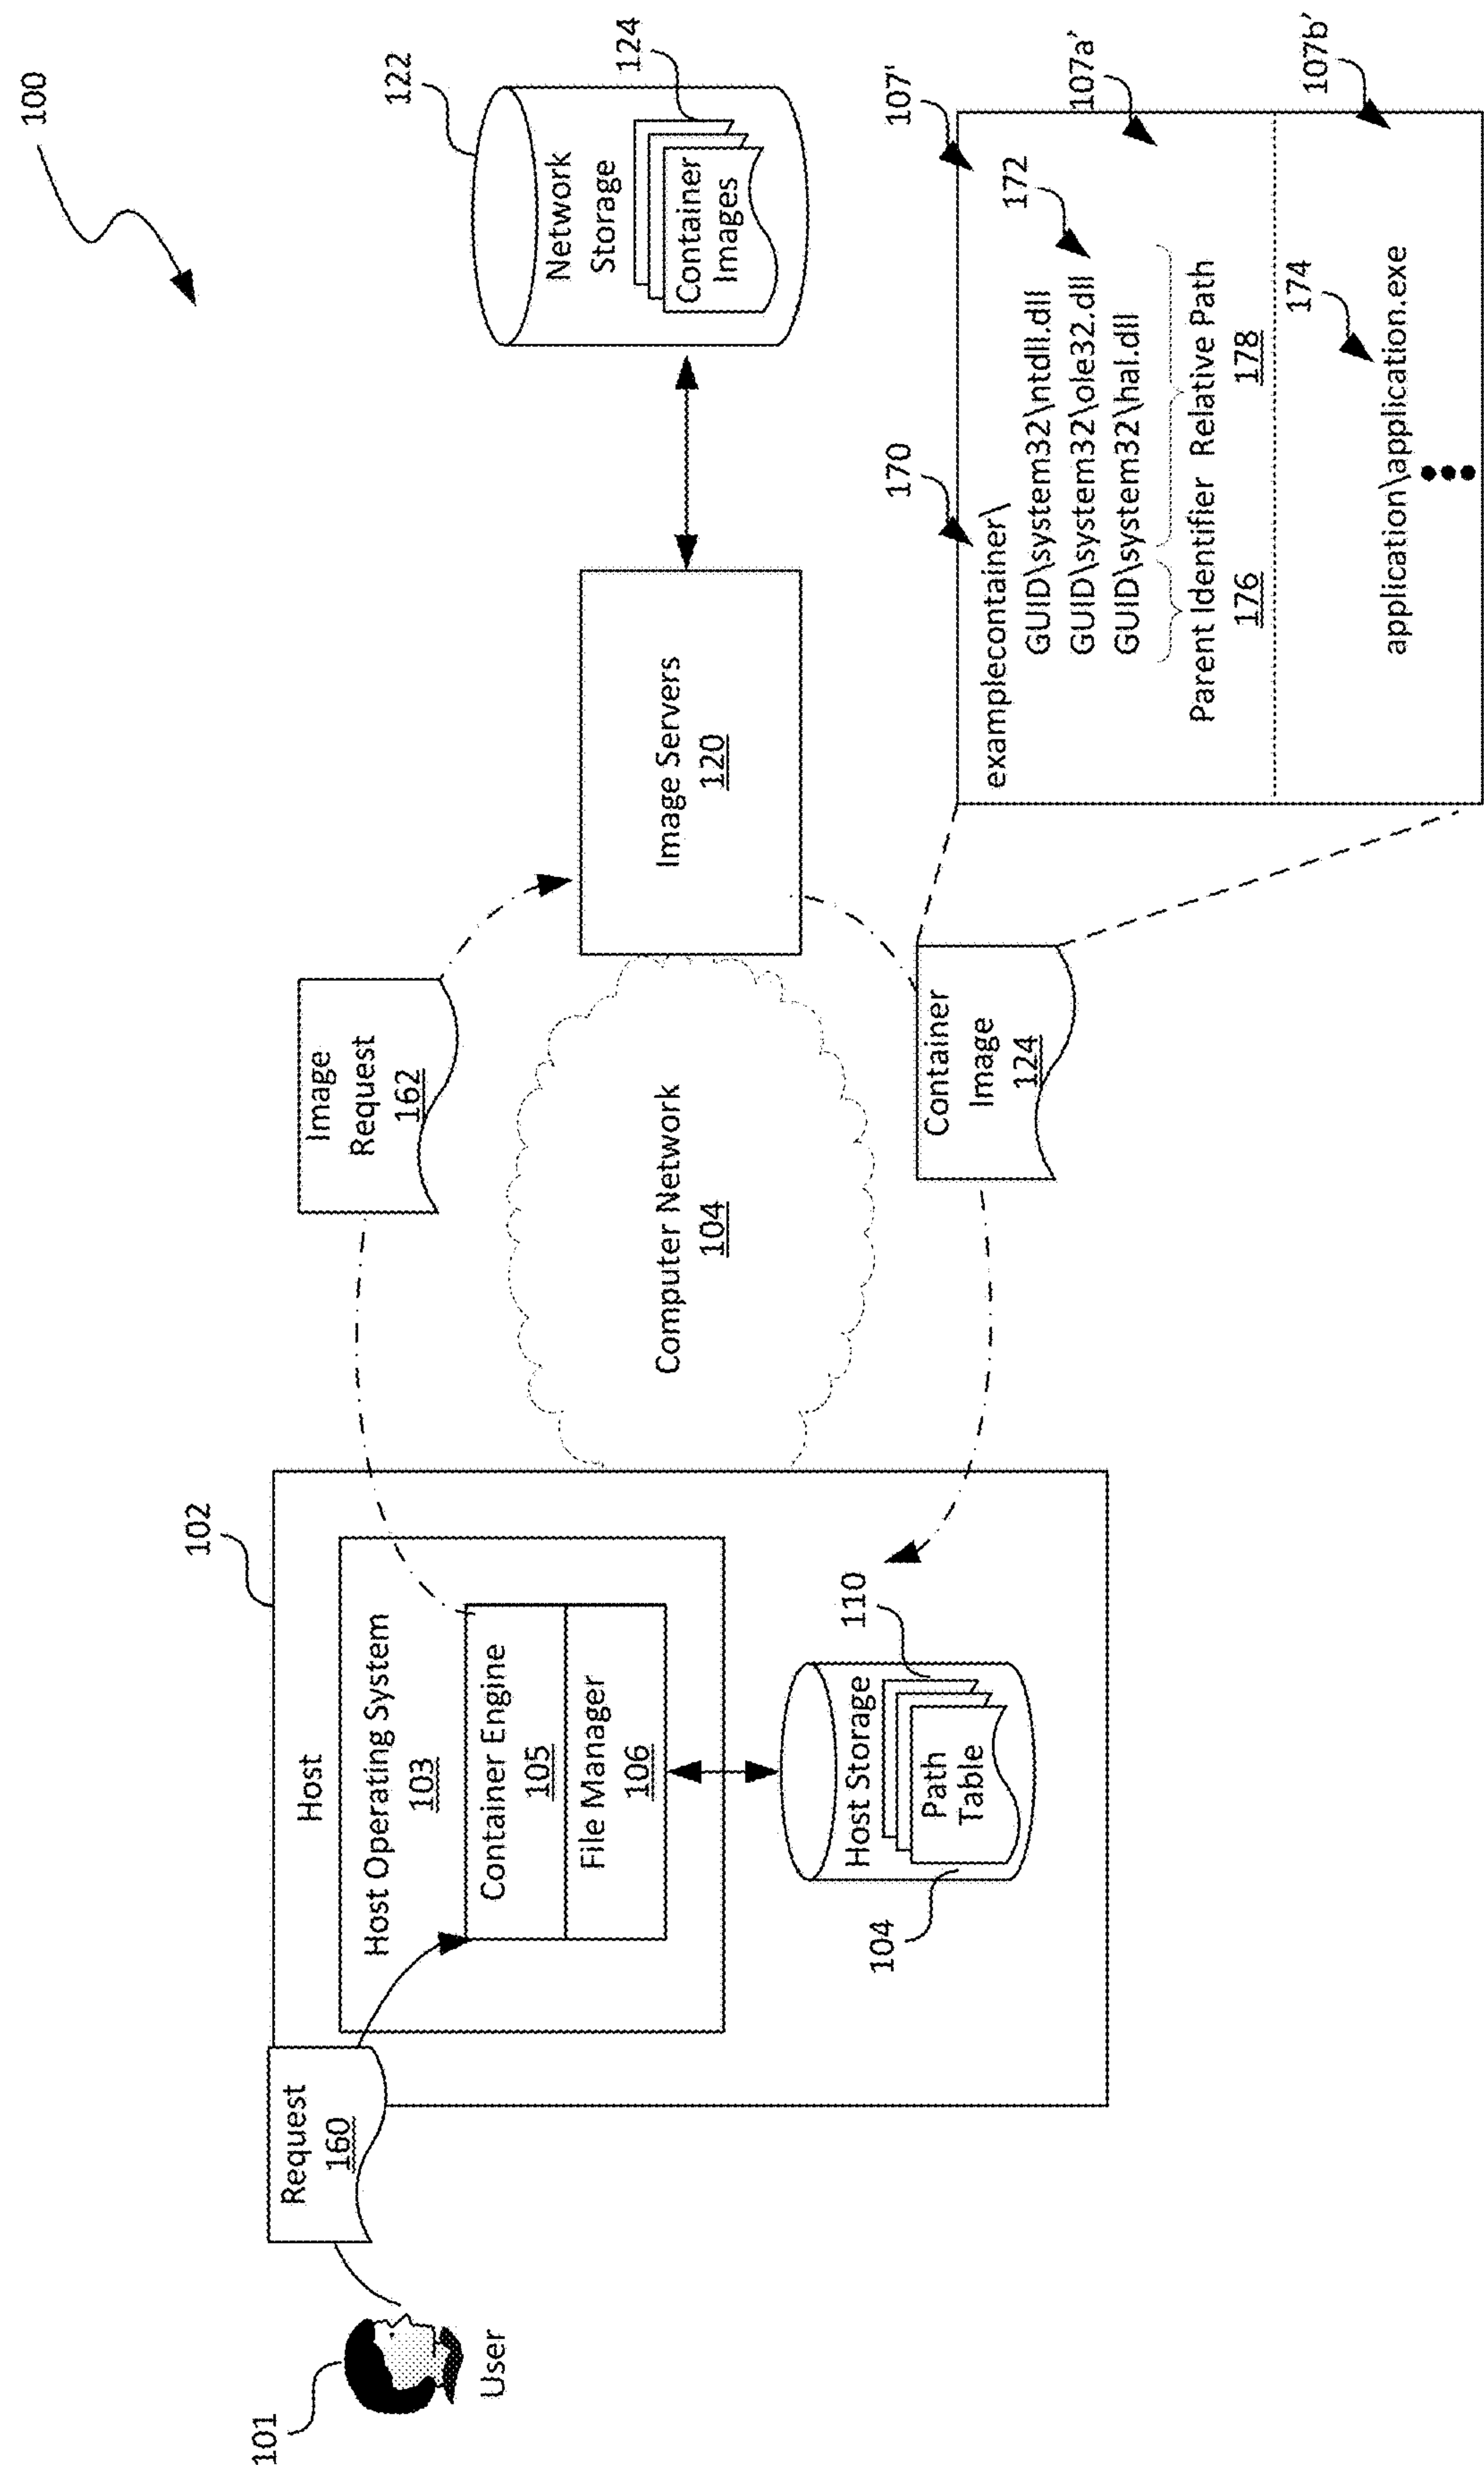 100
122
124
Network
Storage
Container
Images
Image Servers
120
Image
Request
162
Computer Network
104
Container
Image
124
102
Host
Host Operating System
103
Container Engine
105
File Manager
106
Host Storage
110
Path
Table
104
Request
160
101
User
170
107'
172
107a'
107b'
examplecontainer\
GUID\system32\ntdll.dll
GUID\system32\ole32.dll
GUID\system32\hal.dll
Parent Identifier Relative Path
176 178
174
application\application.exe